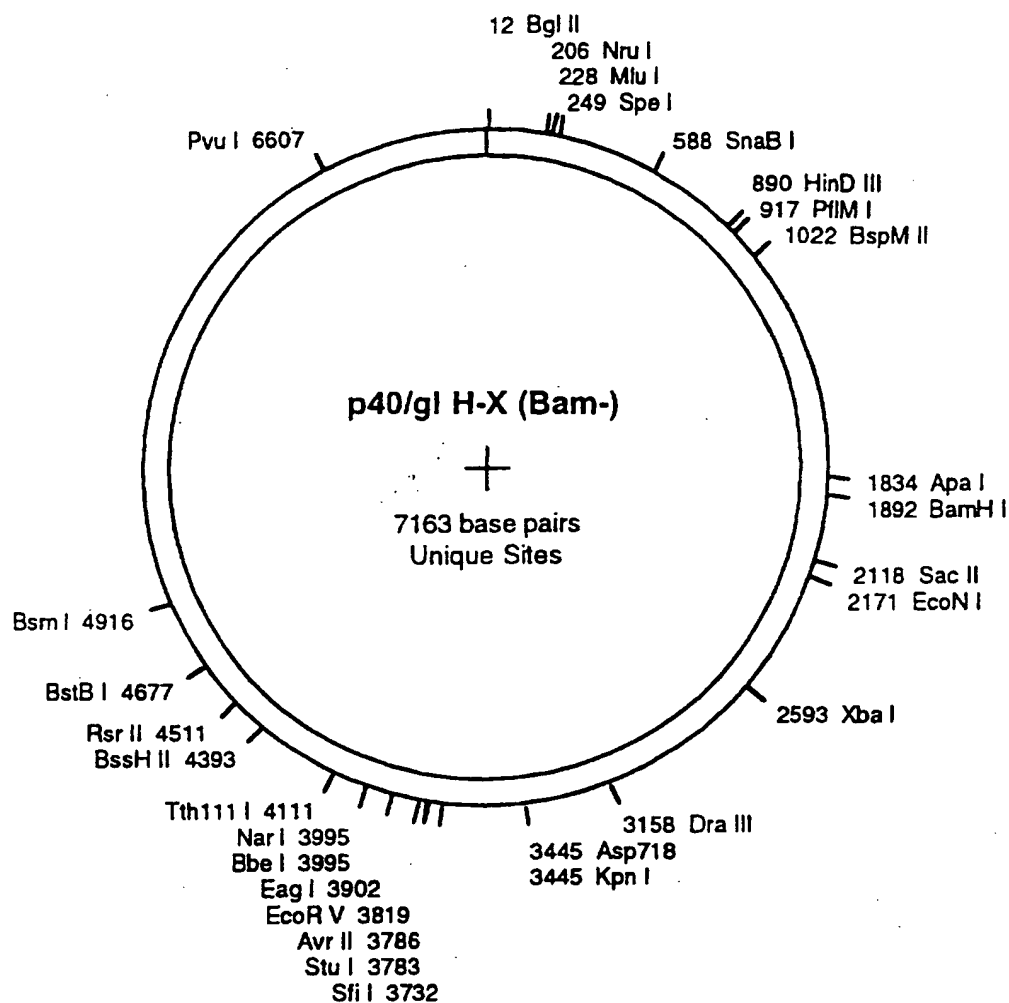 12 Bgl II
206 Nru I
228 Mlu I
249 Spe I
Pvu I 6607
588 SnaB I
890 HinD III
917 PflM I
1022 BspM II
p40/gI H-X (Bam-)
7163 base pairs
Unique Sites
1834 Apa I
1892 BamH I
2118 Sac II
2171 EcoN I
Bsm I 4916
BstB I 4677
Rsr II 4511
BssH II 4393
2593 Xba I
Tth111 I 4111
Nar I 3995
Bbe I 3995
Eag I 3902
EcoR V 3819
Avr II 3786
Stu I 3783
Sfi I 3732
3158 Dra III
3445 Asp718
3445 Kpn I